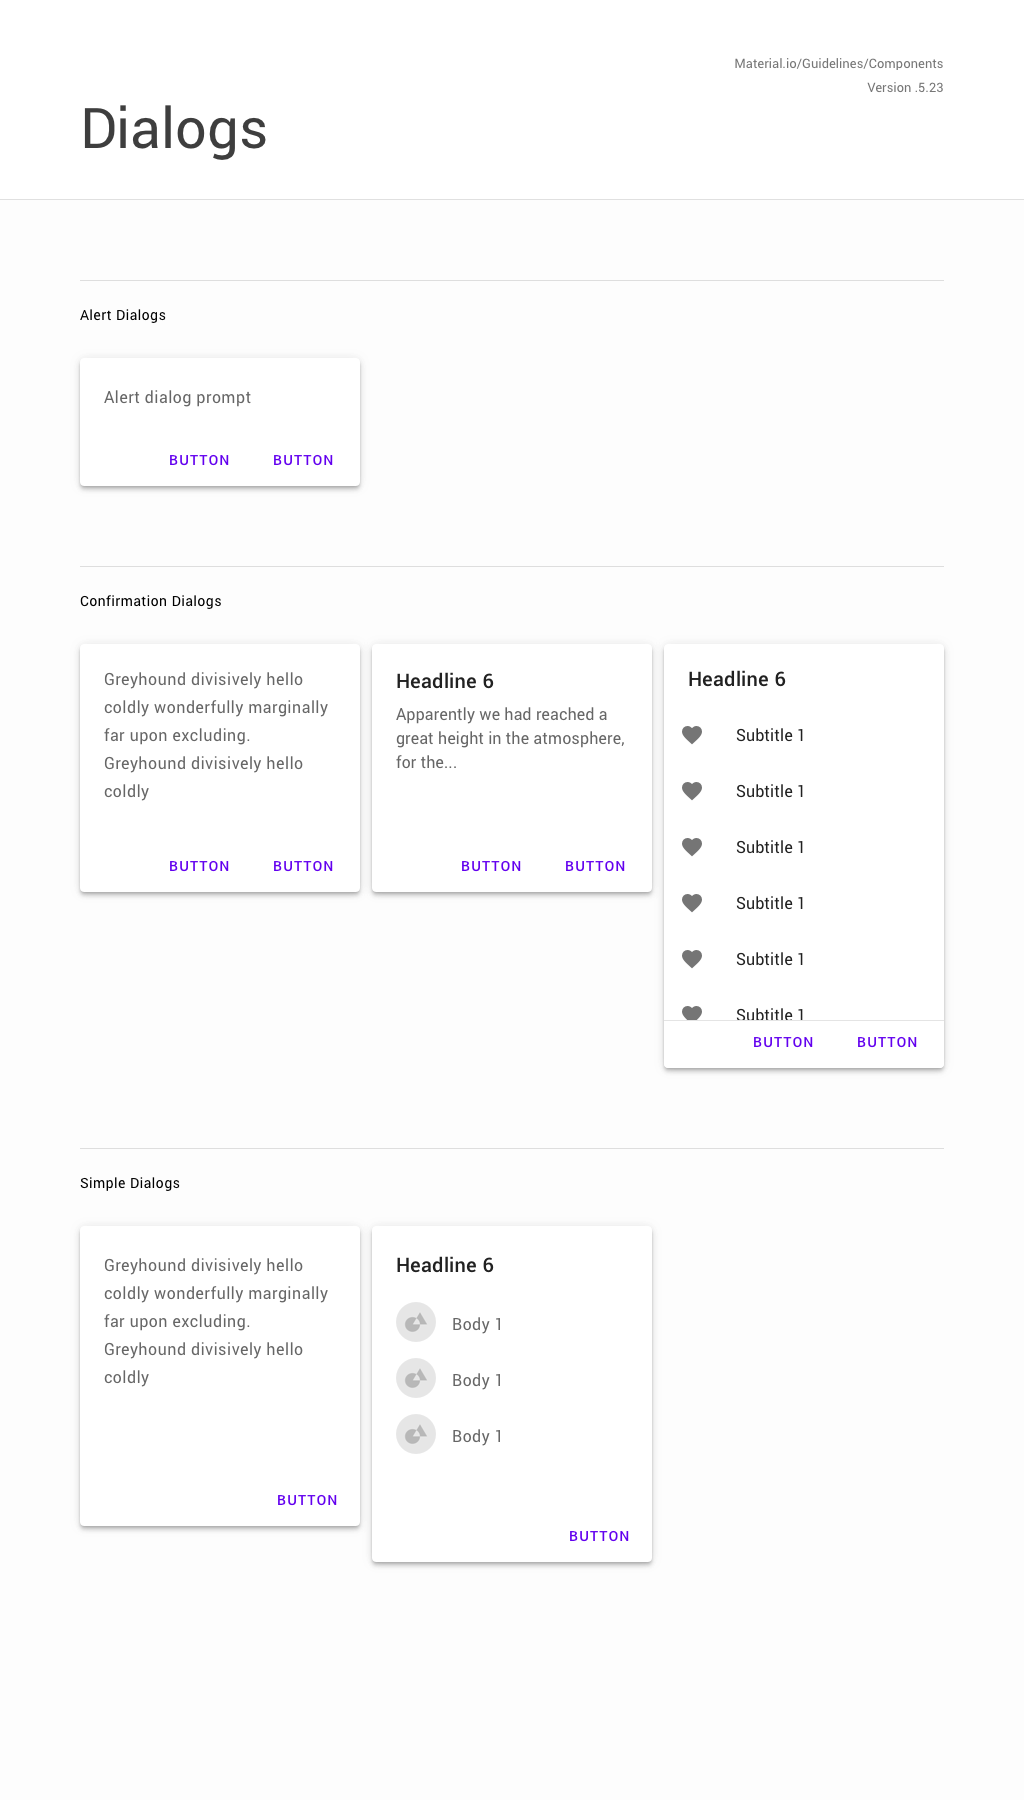 Material.io/Guidelines/Components
Version .5.23
Dialogs
Alert Dialogs
Alert dialog prompt
BUTTON BUTTON
Confirmation Dialogs
Greyhound divisively hello
coldly wonderfully marginally
far upon excluding.
Greyhound divisively hello
coldly
BUTTON BUTTON
Headline 6
Apparently we had reached a
great height in the atmosphere,
for the...
BUTTON BUTTON
Headline 6
Subtitle 1
Subtitle 1
Subtitle 1
Subtitle 1
Subtitle 1
Subtitle 1
BUTTON BUTTON
Simple Dialogs
Greyhound divisively hello
coldly wonderfully marginally
far upon excluding.
Greyhound divisively hello
coldly
BUTTON
Headline 6
Body 1
Body 1
Body 1
BUTTON